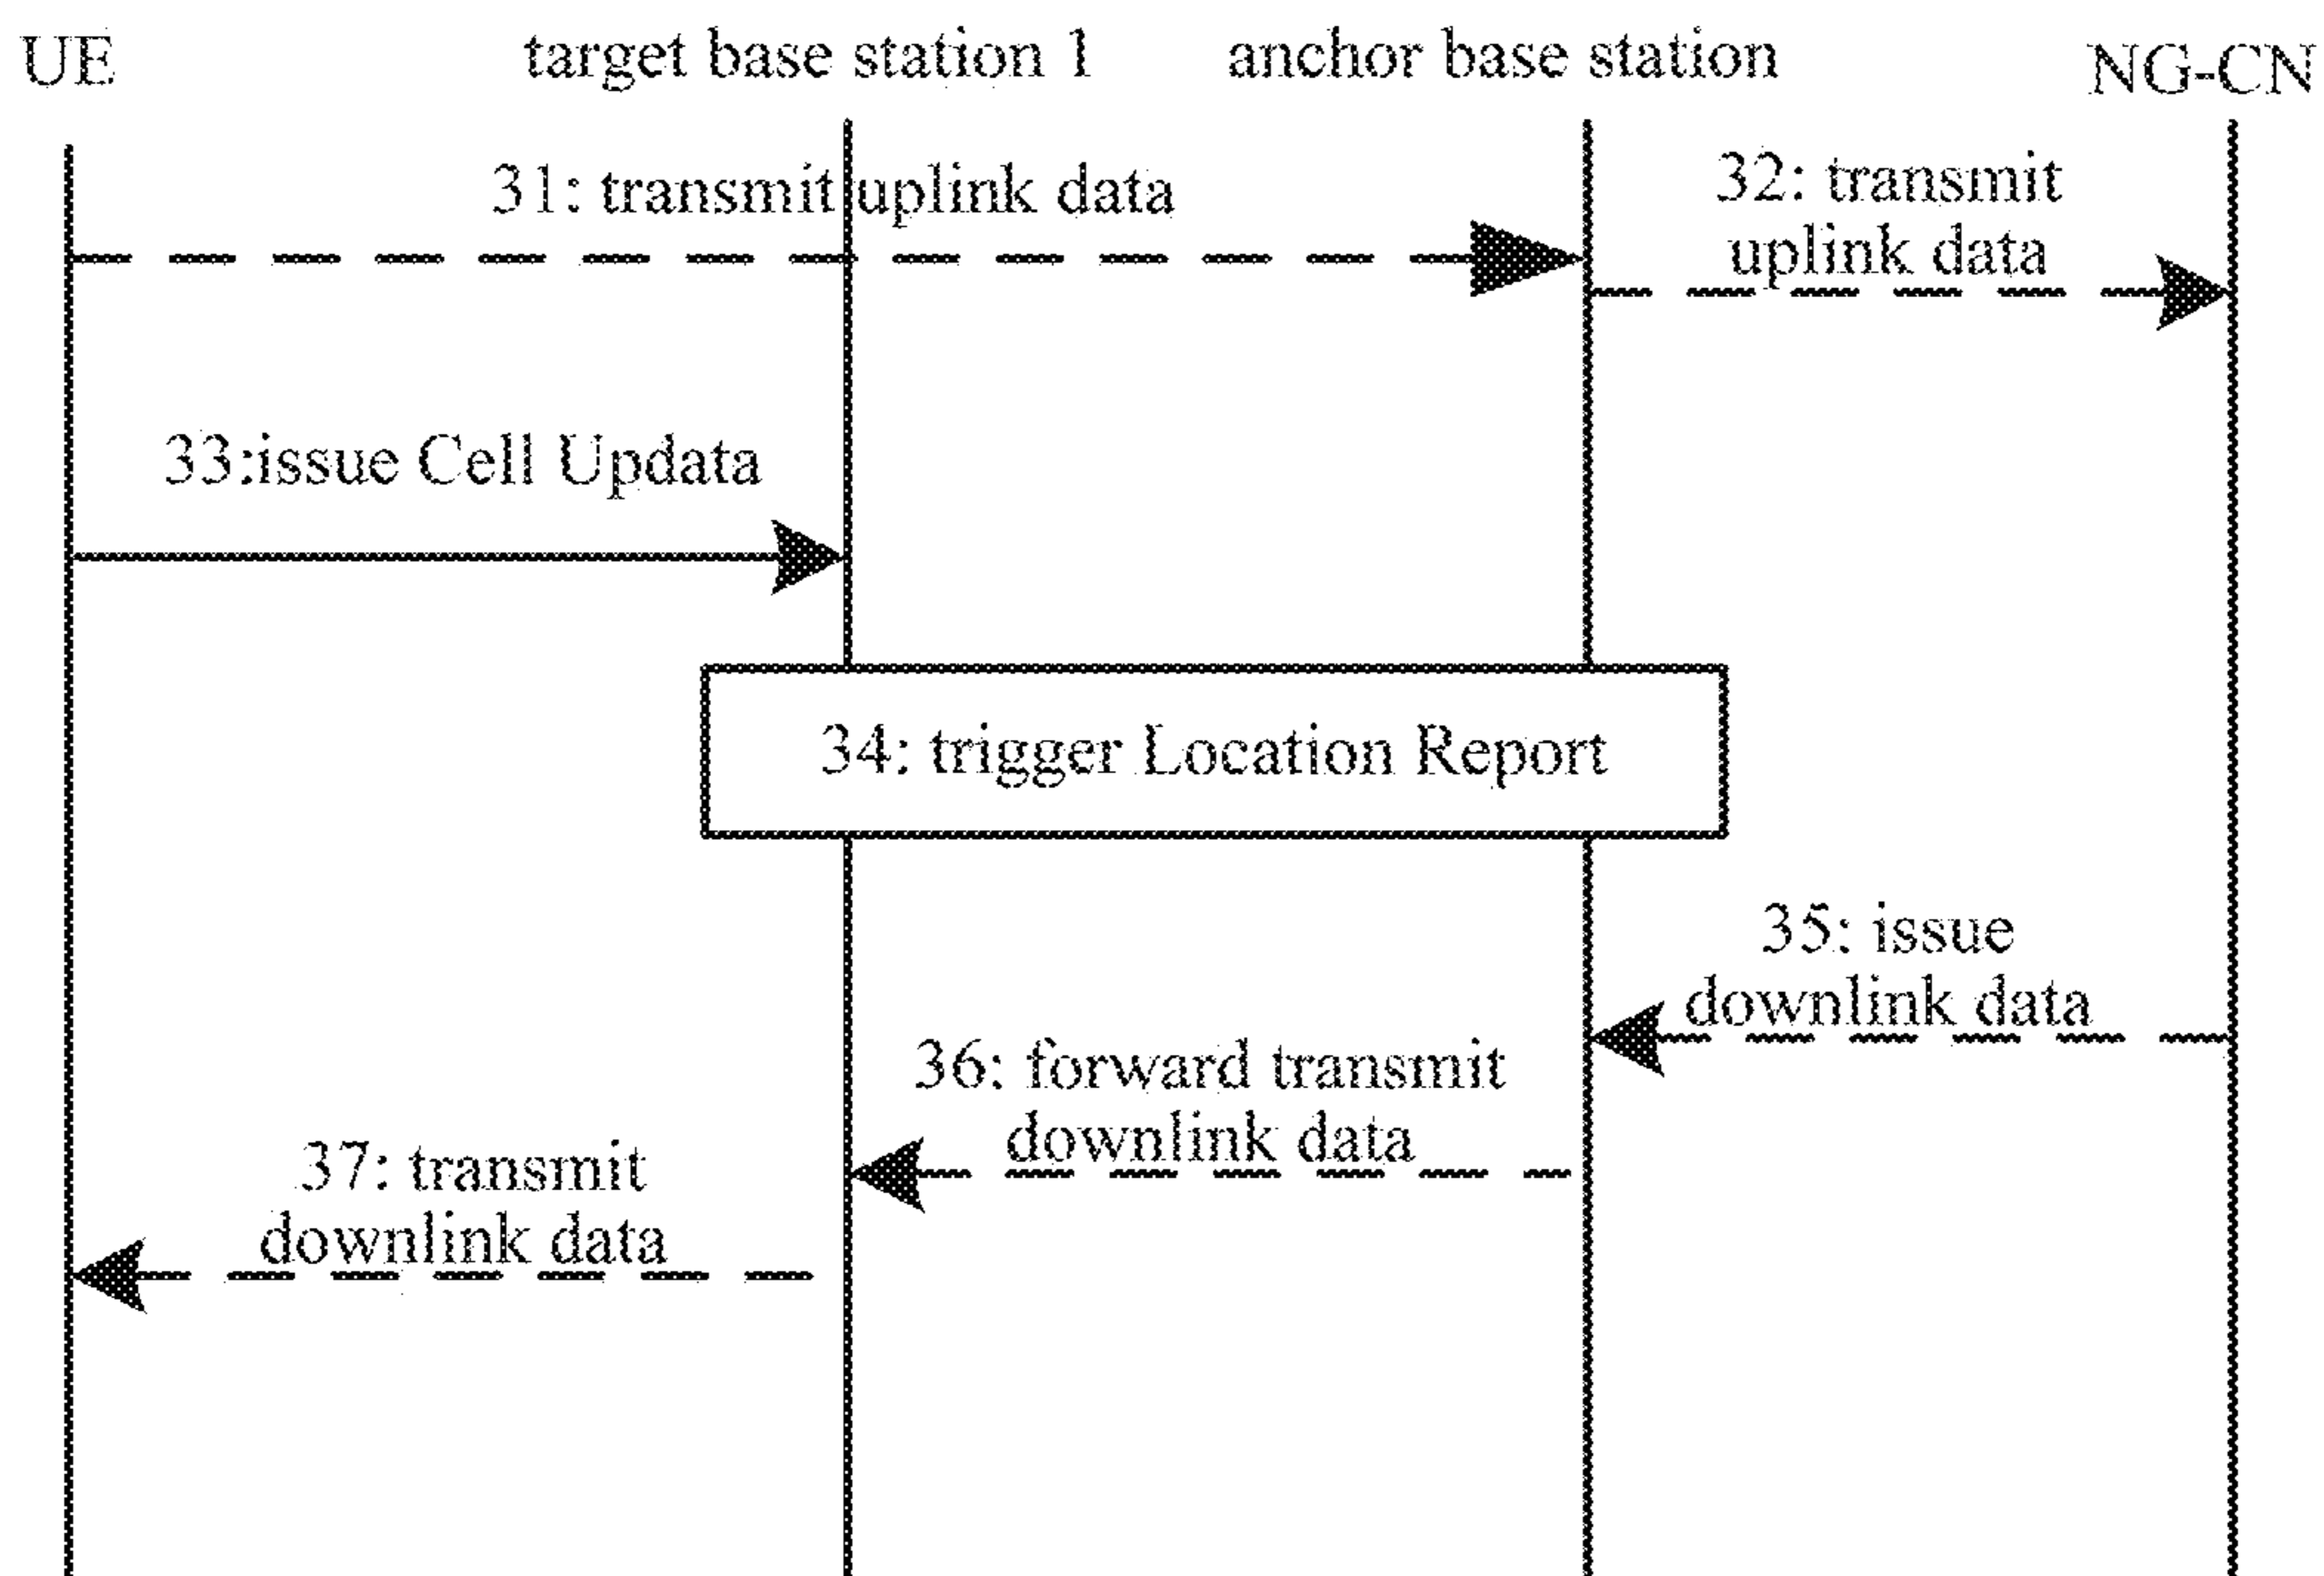 UE
target base station 1
anchor base station
NG-CN
31: transmit uplink data
32: transmit
uplink data
33:issue Cell Updata
34: trigger Location Report
35: issue
downlink data
36: forward transmit
downlink data
37: transmit
downlink data